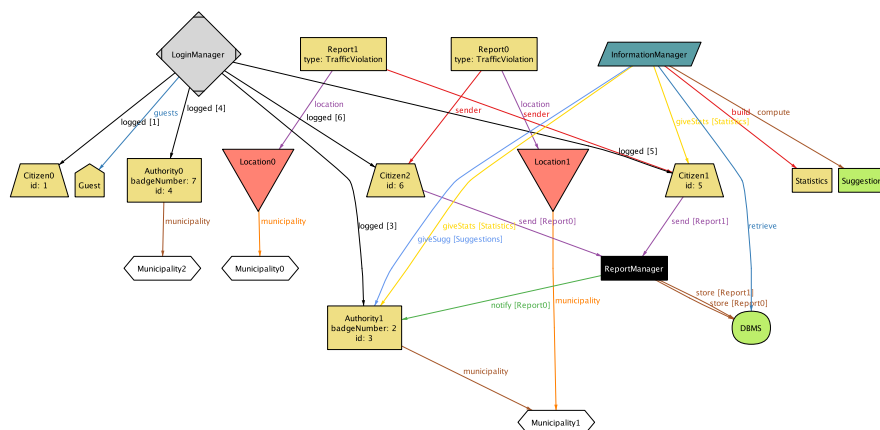 LoginManager
Report1
type: TrafficViolation
Report0
type: TrafficViolation
InformationManager
guests
logged [4]
location
location
build
compute
logged [1]
logged [6]
sender
sender
giveStats [Statistics]
logged [5]
Citizen0
id: 1
Guest
Authority0
badgeNumber: 7
id: 4
Location0
Citizen2
id: 6
Location1
Citizen1
id: 5
Statistics
Suggestion
municipality
municipality
logged [3]
giveStats [Statistics]
giveSugg [Suggestions]
send [Report0]
send [Report1]
retrieve
Municipality2
Municipality0
ReportManager
notify [Report0]
municipality
store [Report1]
store [Report0]
Authority1
badgeNumber: 2
id: 3
DBMS
municipality
Municipality1